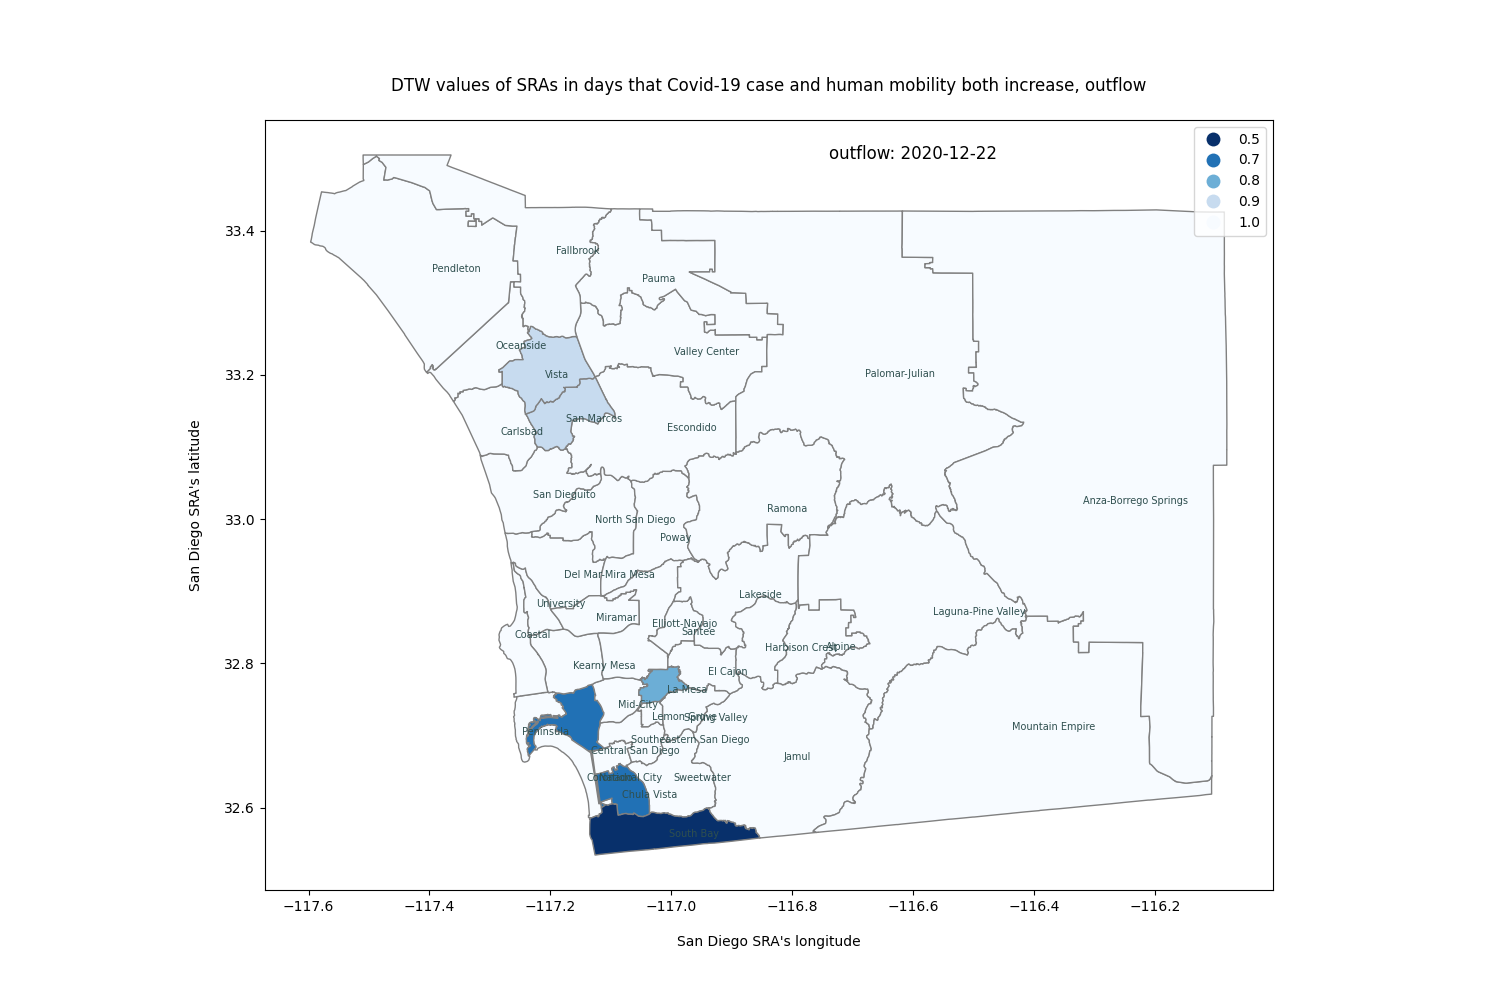 DTW values of SRAs in days that Covid-19 case and human mobility both increase, outflow
outflow: 2020-12-22
0.5
0.7
0.8
0.9
1.0
33.4
33.2
33.0
32.8
32.6
San Diego SRA's latitude
Fallbrook
Pendleton
Pauma
Oceanside
Valley Center
Vista
Palomar-Julian
San Marcos
Carlsbad
Escondido
San Dieguito
Anza-Borrego Springs
Ramona
North San Diego
Poway
Del Mar-Mira Mesa
Lakeside
University
Laguna-Pine Valley
Miramar
Elliott-Navajo
Santee
Coastal
Harbison Crest
Alpine
Kearny Mesa
El Cajon
La Mesa
Mid-City
Lemon Grove
Spring Valley
Mountain Empire
Peninsula
Southeastern San Diego
Central San Diego
Jamul
Coronado
National City
Sweetwater
Chula Vista
South Bay
−117.6
−117.4
−117.2
−117.0
−116.8
−116.6
−116.4
−116.2
San Diego SRA's longitude